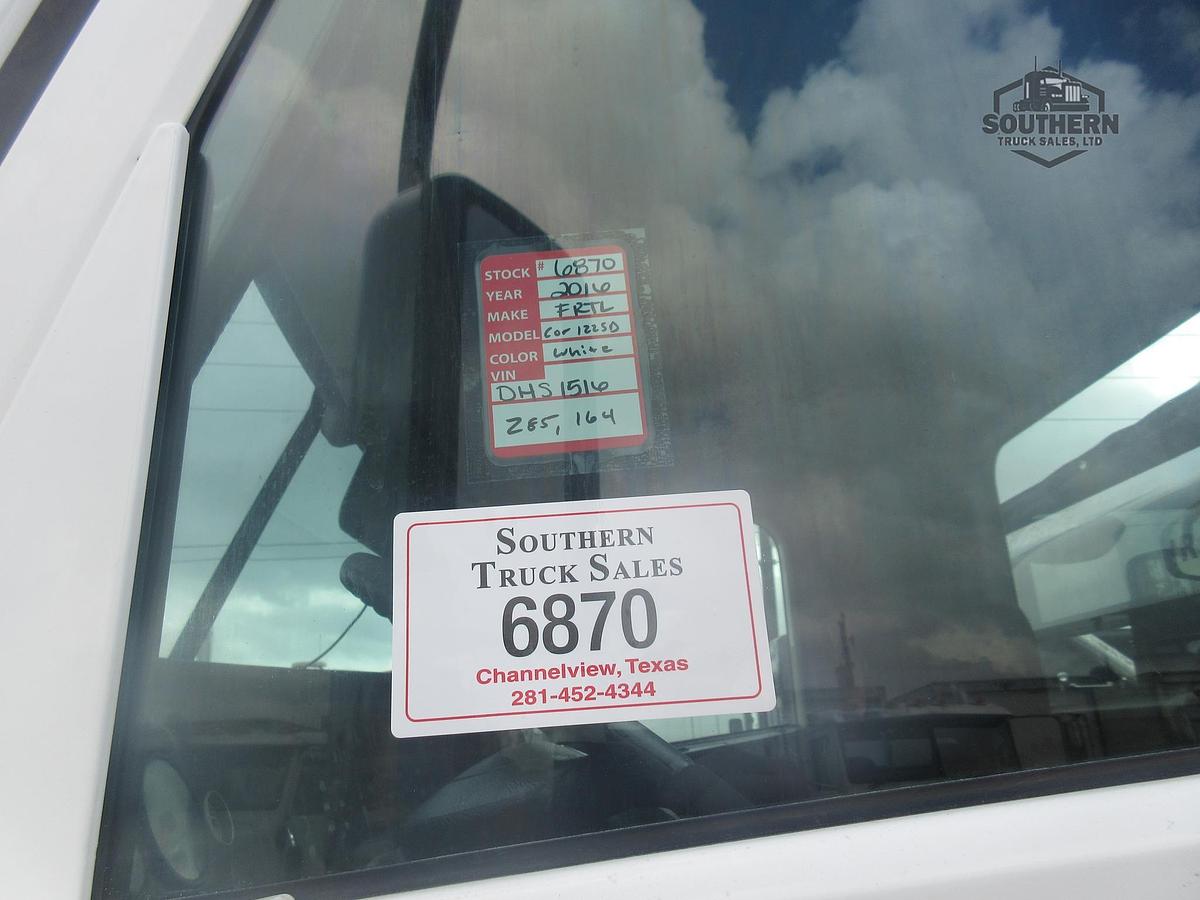 SOUTHERN
TRUCK SALES, LTD
STOCK # 6870
YEAR 2016
MAKE FRTL
MODEL Cor 122SD
COLOR White
VIN
DHS1516
285, 164
SOUTHERN
TRUCK SALES
6870
Channelview, Texas
281-452-4344